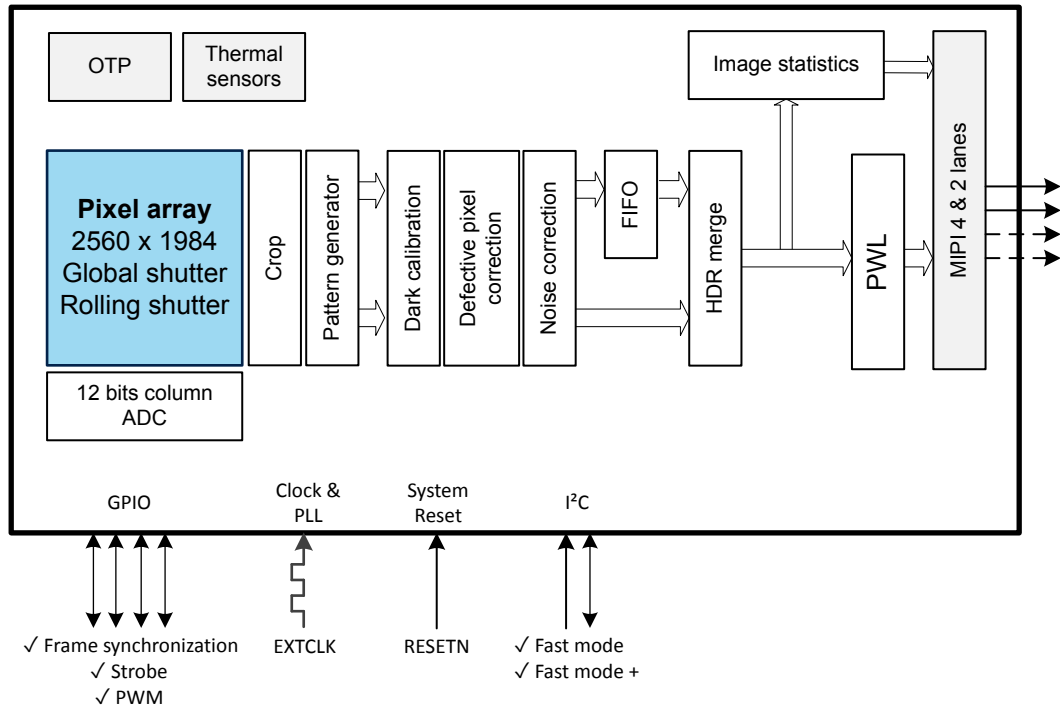 OTP
Thermal
sensors
Image statistics
Pixel array
2560 x 1984
Global shutter
Rolling shutter
Crop
Pattern generator
Dark calibration
Defective pixel
correction
Noise correction
FIFO
HDR merge
PWL
MIPI 4 & 2 lanes
12 bits column
ADC
GPIO
Clock &
PLL
System
Reset
I²C
✓ Frame synchronization
✓ Strobe
✓ PWM
EXTCLK
RESETN
✓ Fast mode
✓ Fast mode +